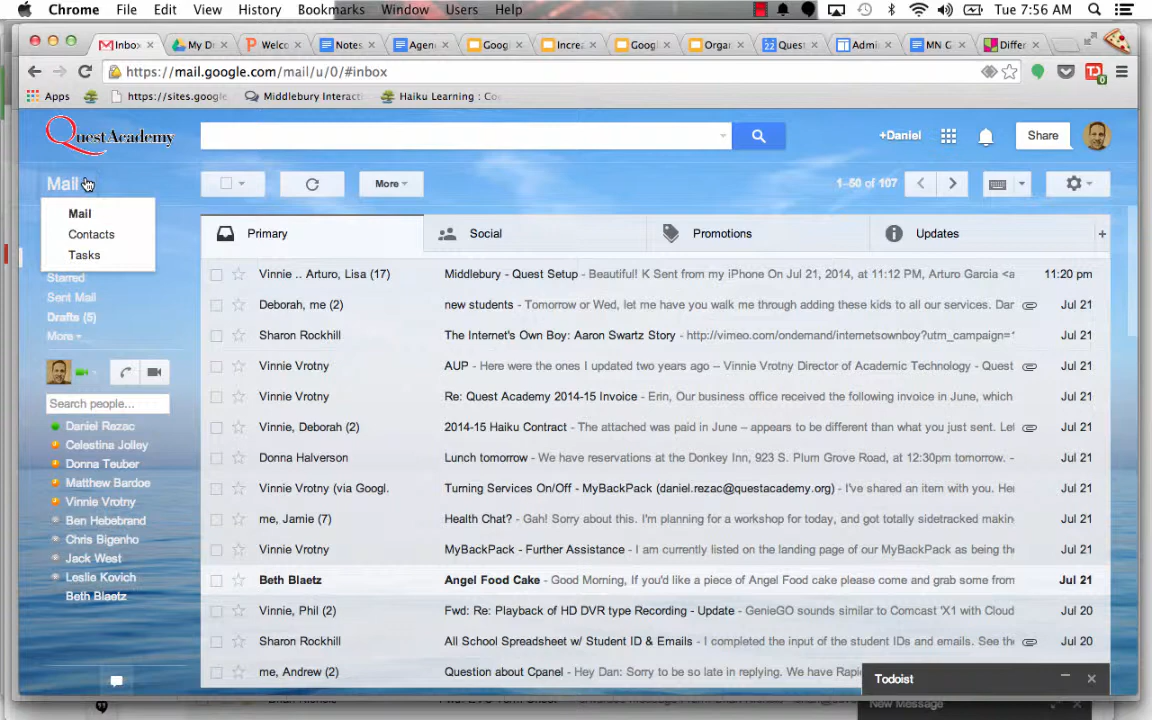 Chrome File Edit View History Bookmarks Window Users Help Tue 7:56 AM
Inbox My Di Welco Notes Agen Goog Increa Goog Organ Quest Admi MN C Differ
https://mail.google.com/mail/u/0/#inbox
Apps https://sites.google Middlebury Interacti Haiku Learning : Co
QuestAcademy +Daniel Share
Mail More 1–50 of 107
Mail
Contacts
Tasks
Primary Social Promotions Updates +
Starred
Sent Mail
Drafts (5)
More
Search people...
Daniel Rezac
Celestina Jolley
Donna Teuber
Matthew Bardoe
Vinnie Vrotny
Ben Hebebrand
Chris Bigenho
Jack West
Leslie Kovich
Beth Blaetz
Vinnie .. Arturo, Lisa (17) Middlebury - Quest Setup - Beautiful! K Sent from my iPhone On Jul 21, 2014, at 11:12 PM, Arturo Garcia <a 11:20 pm
Deborah, me (2) new students - Tomorrow or Wed, let me have you walk me through adding these kids to all our services. Dar Jul 21
Sharon Rockhill The Internet's Own Boy: Aaron Swartz Story - http://vimeo.com/ondemand/internetsownboy?utm_campaign= Jul 21
Vinnie Vrotny AUP - Here were the ones I updated two years ago – Vinnie Vrotny Director of Academic Technology - Quest Jul 21
Vinnie Vrotny Re: Quest Academy 2014-15 Invoice - Erin, Our business office received the following invoice in June, which Jul 21
Vinnie, Deborah (2) 2014-15 Haiku Contract - The attached was paid in June – appears to be different than what you just sent. Let Jul 21
Donna Halverson Lunch tomorrow - We have reservations at the Donkey Inn, 923 S. Plum Grove Road, at 12:30pm tomorrow. - Jul 21
Vinnie Vrotny (via Googl. Turning Services On/Off - MyBackPack (daniel.rezac@questacademy.org) - I've shared an item with you. Her Jul 21
me, Jamie (7) Health Chat? - Gah! Sorry about this. I'm planning for a workshop for today, and got totally sidetracked makin Jul 21
Vinnie Vrotny MyBackPack - Further Assistance - I am currently listed on the landing page of our MyBackPack as being the Jul 21
Beth Blaetz Angel Food Cake - Good Morning, If you'd like a piece of Angel Food cake please come and grab some from Jul 21
Vinnie, Phil (2) Fwd: Re: Playback of HD DVR type Recording - Update - GenieGO sounds similar to Comcast 'X1 with Cloud Jul 20
Sharon Rockhill All School Spreadsheet w/ Student ID & Emails - I completed the input of the student IDs and emails. See the Jul 20
me, Andrew (2) Question about Cpanel - Hey Dan: Sorry to be so late in replying. We have Rapi
Todoist
New Message